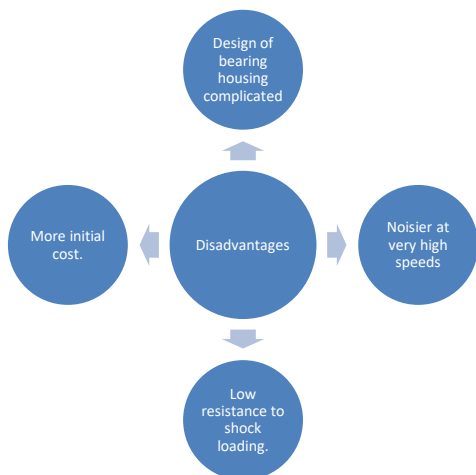 Design of
bearing
housing
complicated
More initial
cost.
Disadvantages
Noisier at
very high
speeds
Low
resistance to
shock
loading.